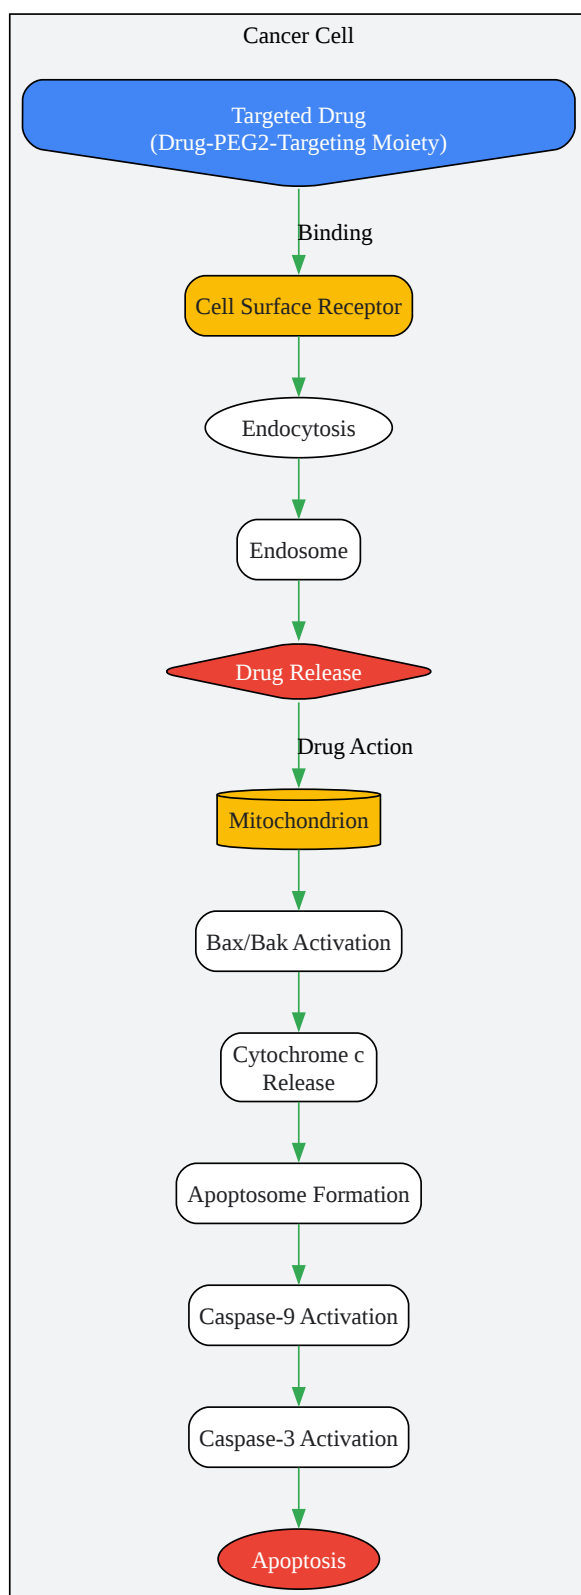 Cancer Cell
Targeted Drug
(Drug-PEG2-Targeting Moiety)
Binding
Cell Surface Receptor
Endocytosis
Endosome
Drug Release
Drug Action
Mitochondrion
Bax/Bak Activation
Cytochrome c
Release
Apoptosome Formation
Caspase-9 Activation
Caspase-3 Activation
Apoptosis